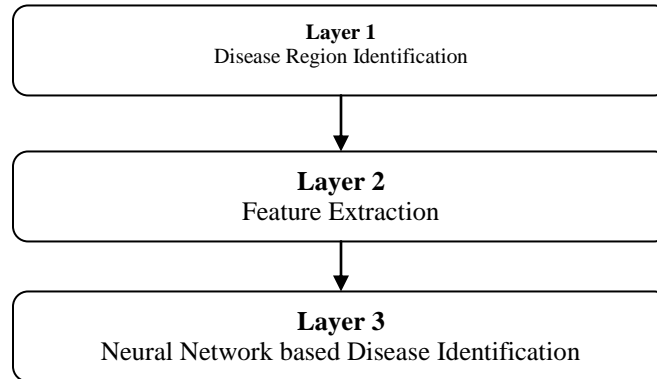 Layer 1
Disease Region Identification
Layer 2
Feature Extraction
Layer 3
Neural Network based Disease Identification